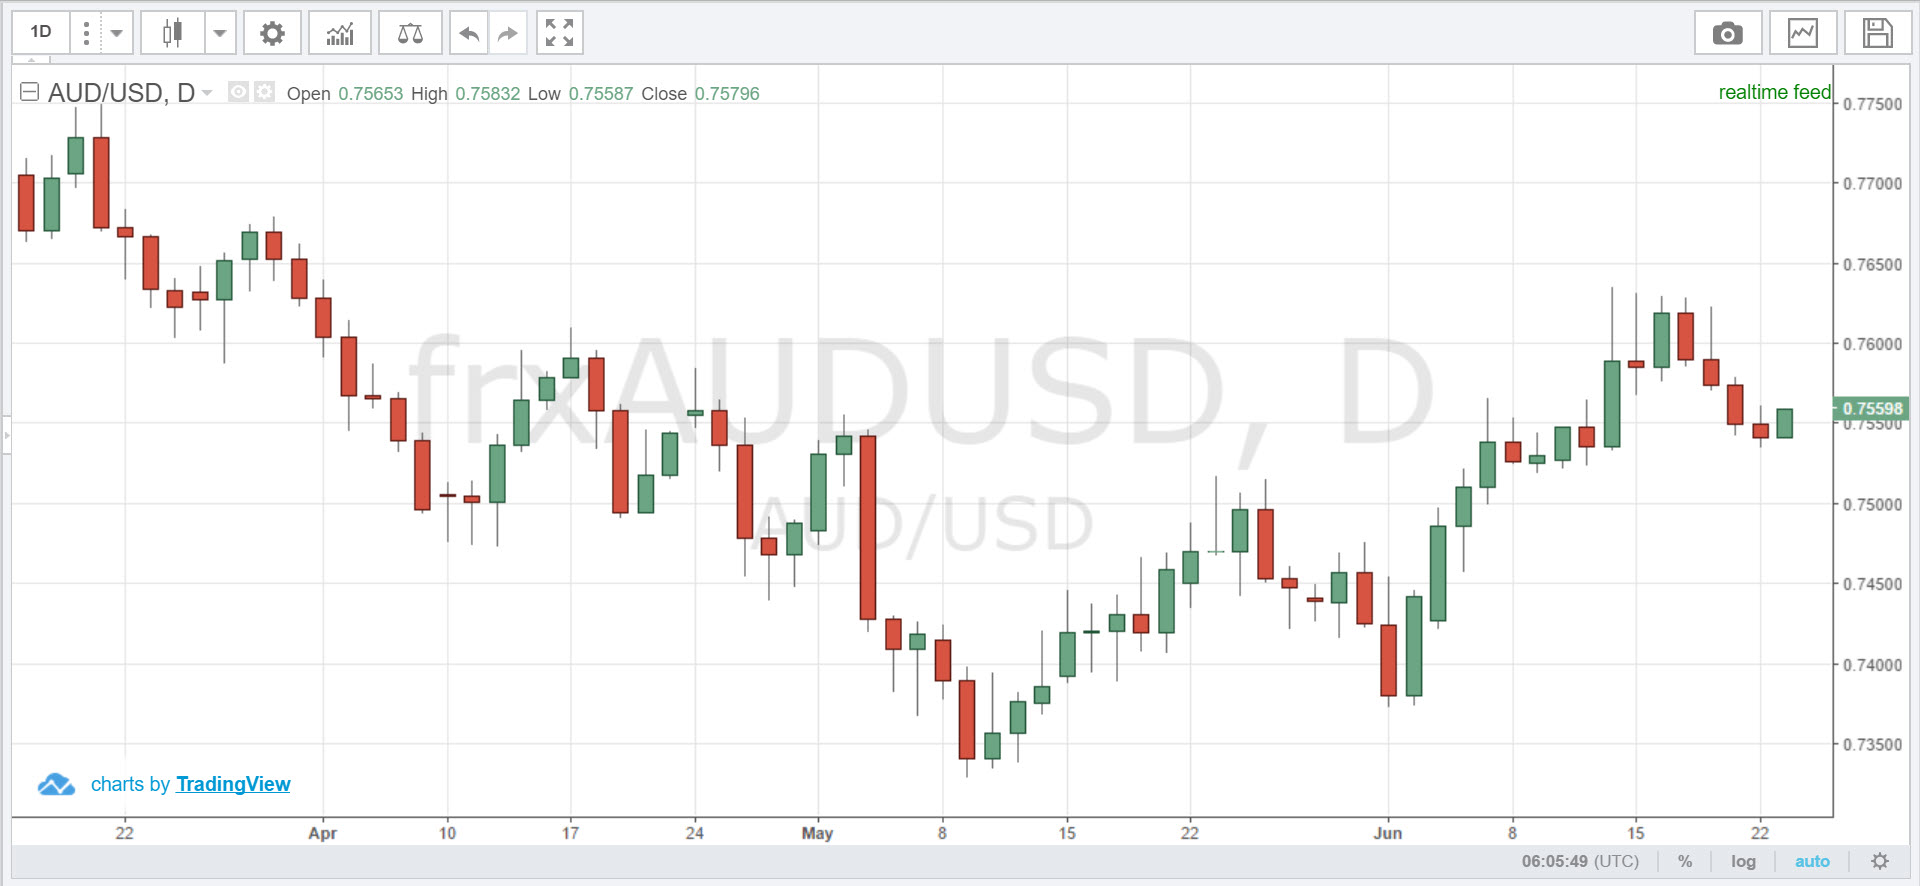 1D
AUD/USD, D Open 0.75653 High 0.75832 Low 0.75587 Close 0.75796
realtime feed
0.77500
0.77000
0.76500
0.76000
0.75598
0.75500
0.75000
0.74500
0.74000
0.73500
frxAUDUSD, D
AUD/USD
charts by TradingView
22 Apr 10 17 24 May 8 15 22 Jun 8 15 22
06:05:49 (UTC) % log auto